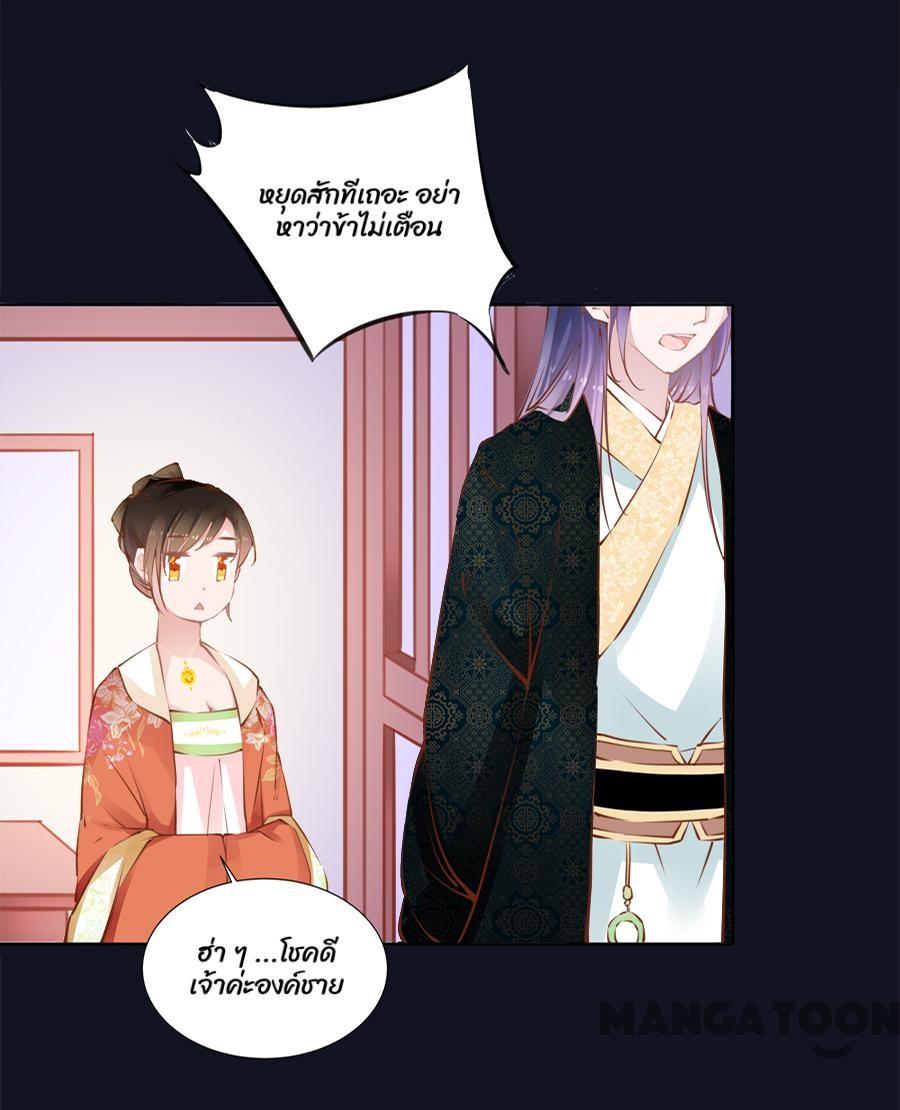 หยุดสักทีเถอะ อย่า
หาว่าข้าไม่เตือน
ฮ่า ๆ ...โชคดี
เจ้าค่ะองค์ชาย
MANGATOON